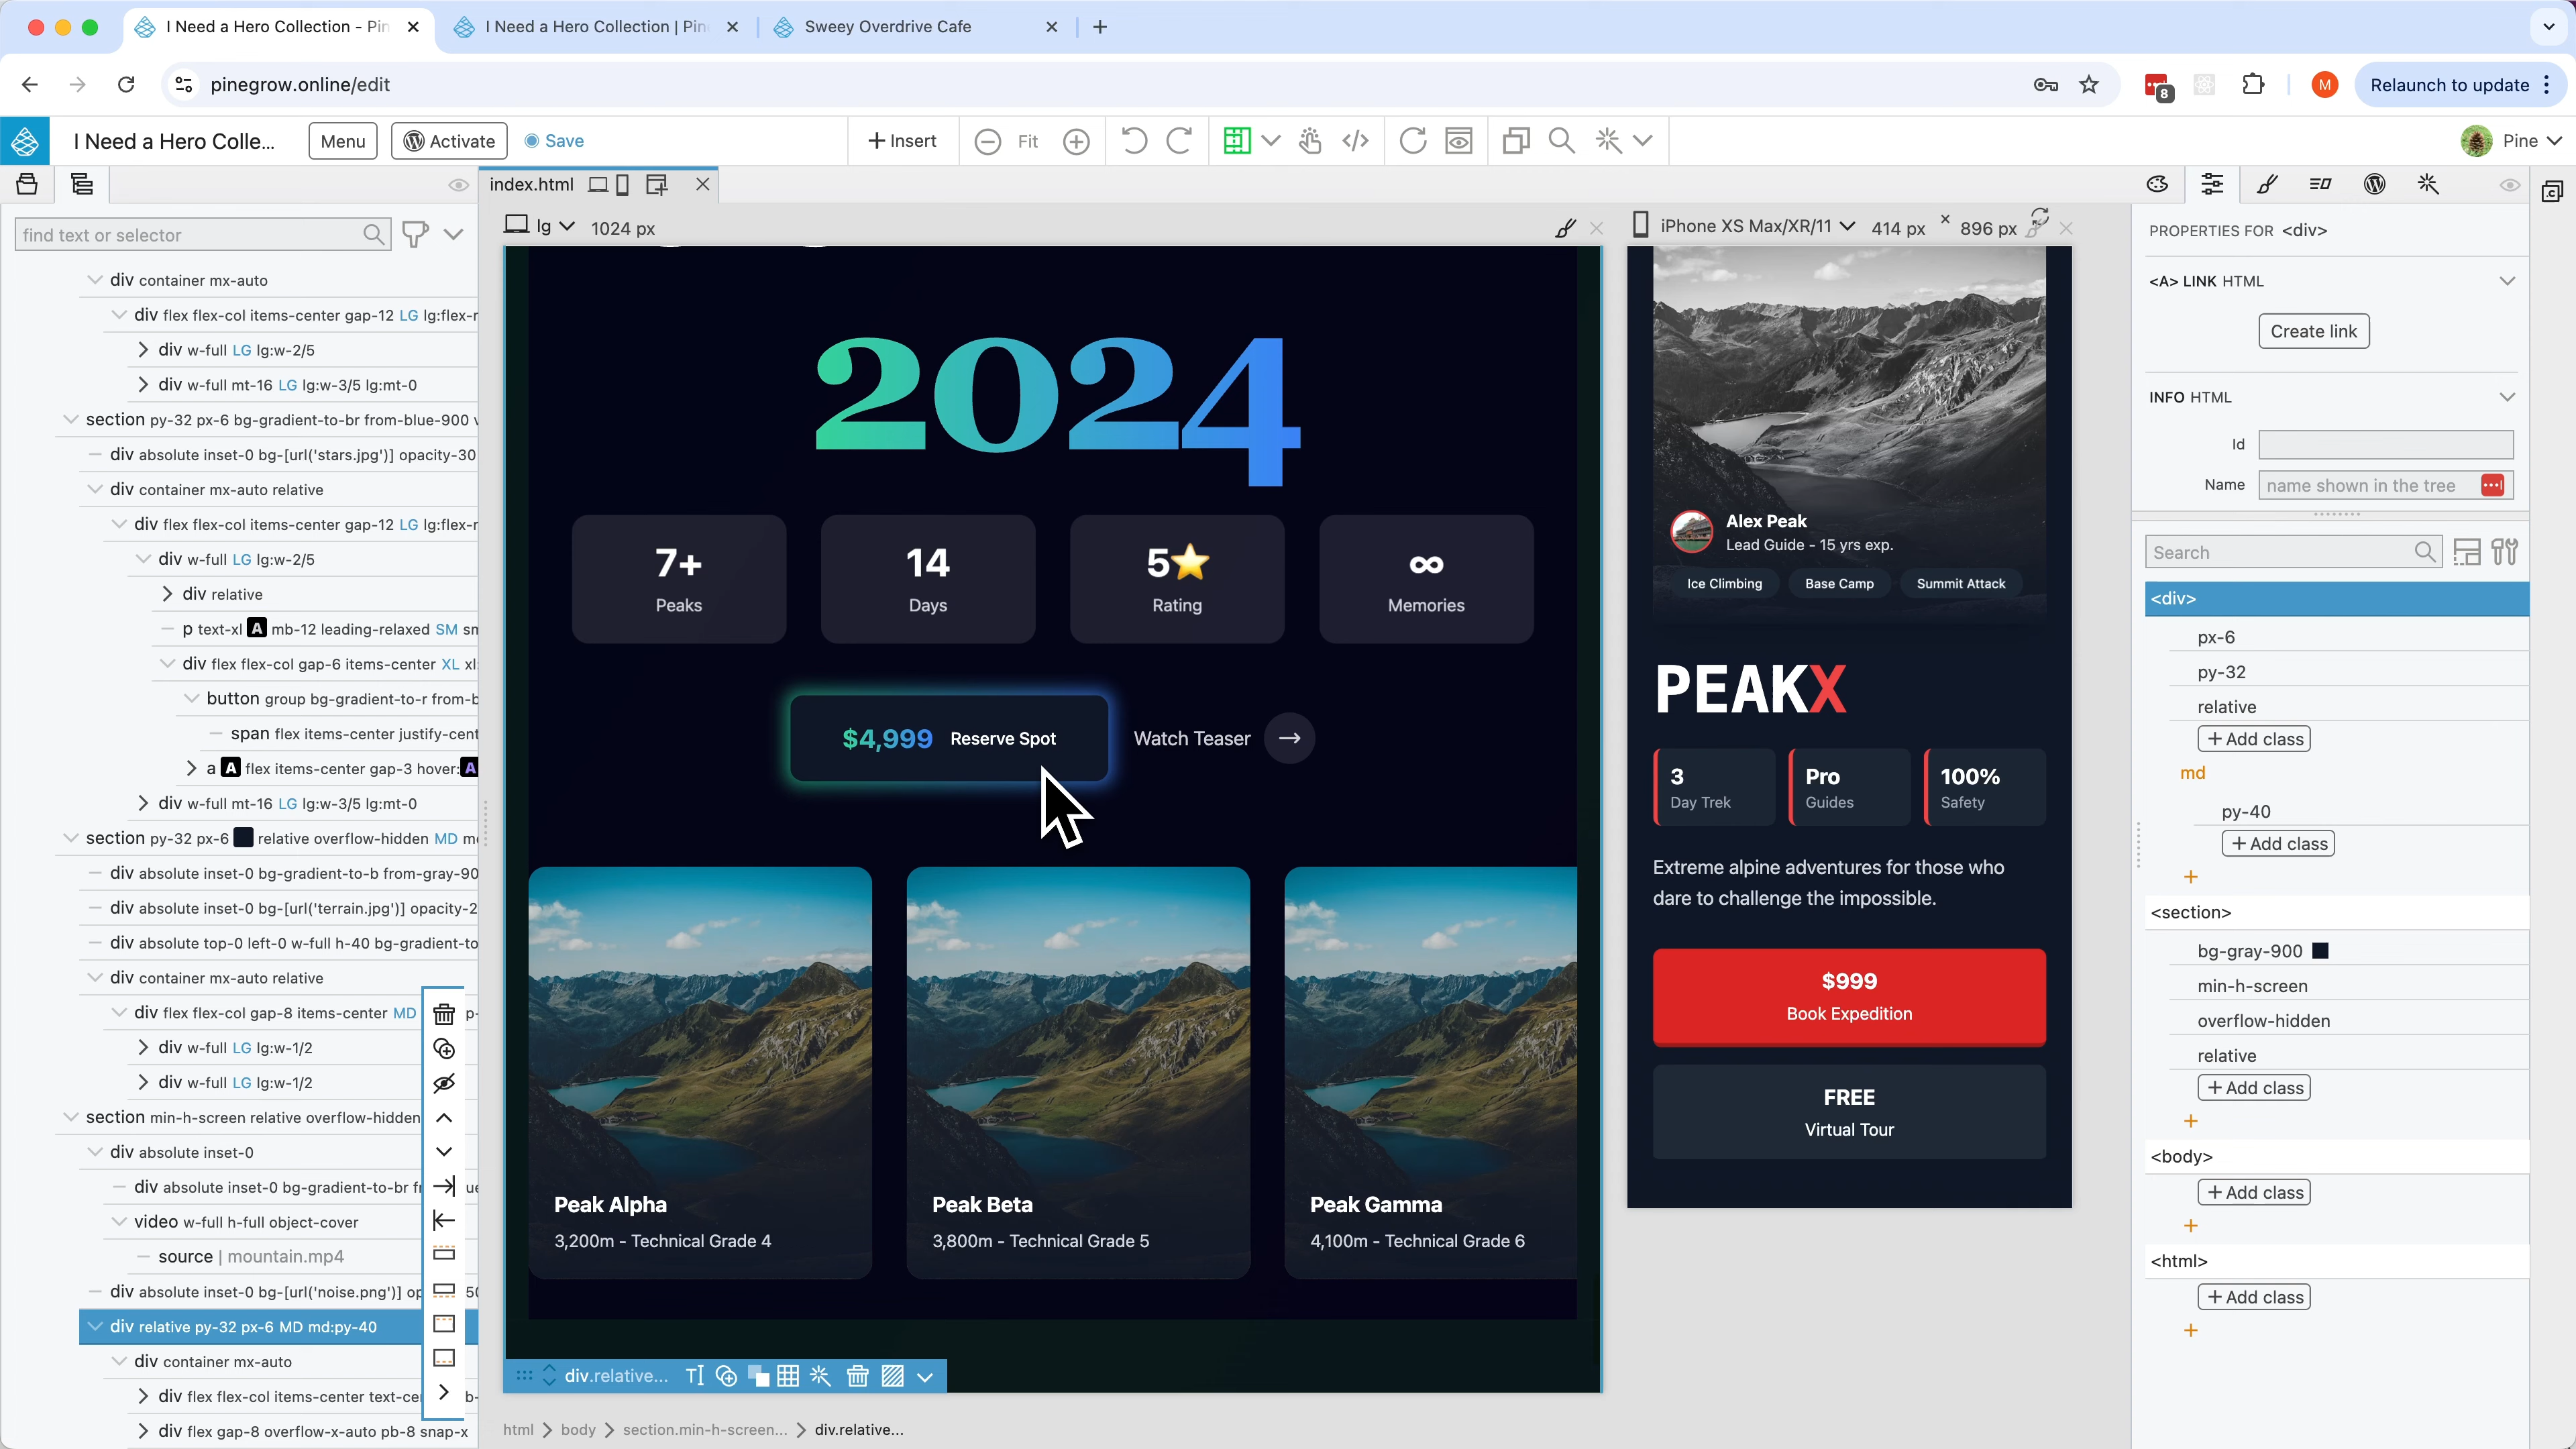 I Need a Hero Collection - Pin
I Need a Hero Collection | Pin
Sweey Overdrive Cafe
pinegrow.online/edit
8
M
Relaunch to update
I Need a Hero Colle...
Menu
Activate
Save
Insert
Fit
Pine
index.html
find text or selector
lg
1024 px
iPhone XS Max/XR/11
414 px
×
896 px
div container mx-auto
div flex flex-col items-center gap-12 LG lg:flex-r
div w-full LG lg:w-2/5
div w-full mt-16 LG lg:w-3/5 lg:mt-0
section py-32 px-6 bg-gradient-to-br from-blue-900 v
div absolute inset-0 bg-[url('stars.jpg')] opacity-30
div container mx-auto relative
div flex flex-col items-center gap-12 LG lg:flex-r
div w-full LG lg:w-2/5
div relative
p text-xl A mb-12 leading-relaxed SM sm
div flex flex-col gap-6 items-center XL xl:
button group bg-gradient-to-r from-b
span flex items-center justify-cent
a A flex items-center gap-3 hover: A
div w-full mt-16 LG lg:w-3/5 lg:mt-0
section py-32 px-6 relative overflow-hidden MD m
div absolute inset-0 bg-gradient-to-b from-gray-90
div absolute inset-0 bg-[url('terrain.jpg')] opacity-2
div absolute top-0 left-0 w-full h-40 bg-gradient-to
div container mx-auto relative
div flex flex-col gap-8 items-center MD p-
div w-full LG lg:w-1/2
div w-full LG lg:w-1/2
section min-h-screen relative overflow-hidden
div absolute inset-0
div absolute inset-0 bg-gradient-to-br fr ue
video w-full h-full object-cover
source | mountain.mp4
div absolute inset-0 bg-[url('noise.png')] op 50
div relative py-32 px-6 MD md:py-40
div container mx-auto
div flex flex-col items-center text-cen b-
div flex gap-8 overflow-x-auto pb-8 snap-x
2024
7+
Peaks
14
Days
5⭐
Rating
∞
Memories
$4,999 Reserve Spot
Watch Teaser →
Peak Alpha
3,200m - Technical Grade 4
Peak Beta
3,800m - Technical Grade 5
Peak Gamma
4,100m - Technical Grade 6
div.relative...
html > body > section.min-h-screen... > div.relative...
Alex Peak
Lead Guide - 15 yrs exp.
Ice Climbing
Base Camp
Summit Attack
PEAKX
3
Day Trek
Pro
Guides
100%
Safety
Extreme alpine adventures for those who
dare to challenge the impossible.
$999
Book Expedition
FREE
Virtual Tour
PROPERTIES FOR <div>
<A> LINK HTML
Create link
INFO HTML
Id
Name
name shown in the tree
Search
<div>
px-6
py-32
relative
+ Add class
md
py-40
+ Add class
+
<section>
bg-gray-900
min-h-screen
overflow-hidden
relative
+ Add class
+
<body>
+ Add class
+
<html>
+ Add class
+